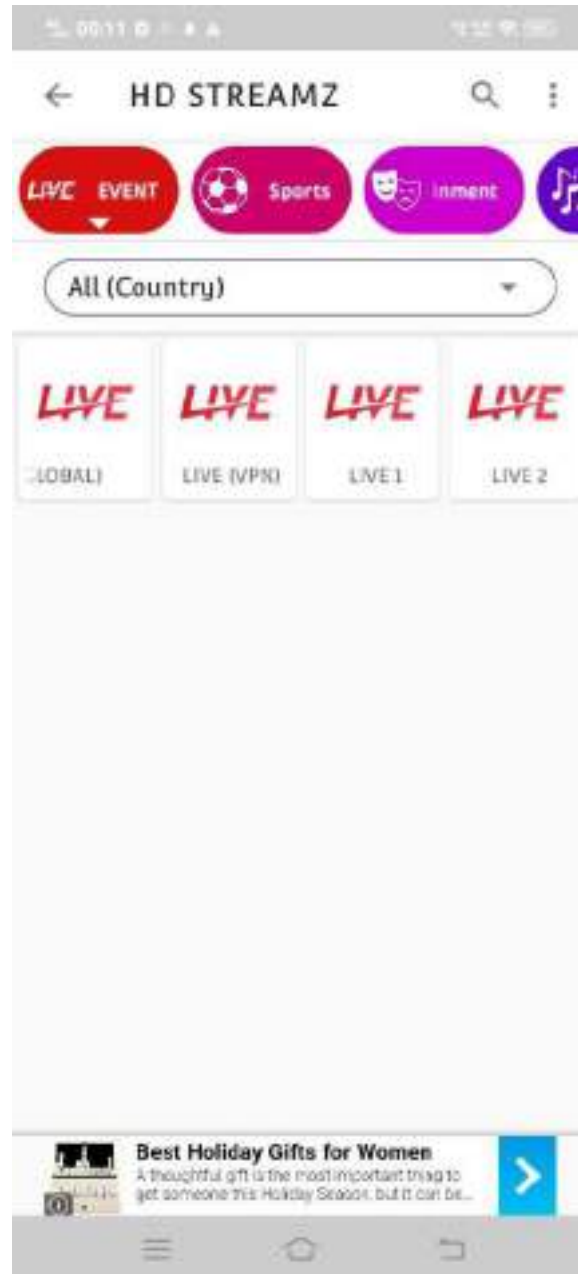 00:11
HD STREAMZ
LIVE EVENT
Sports
inment
All (Country)
LIVE
LIVE
LIVE
LIVE
LOBAL)
LIVE (VPN)
LIVE 1
LIVE 2
Best Holiday Gifts for Women
A thoughtful gift is the most important thing to
get someone this Holiday Season, but it can be...